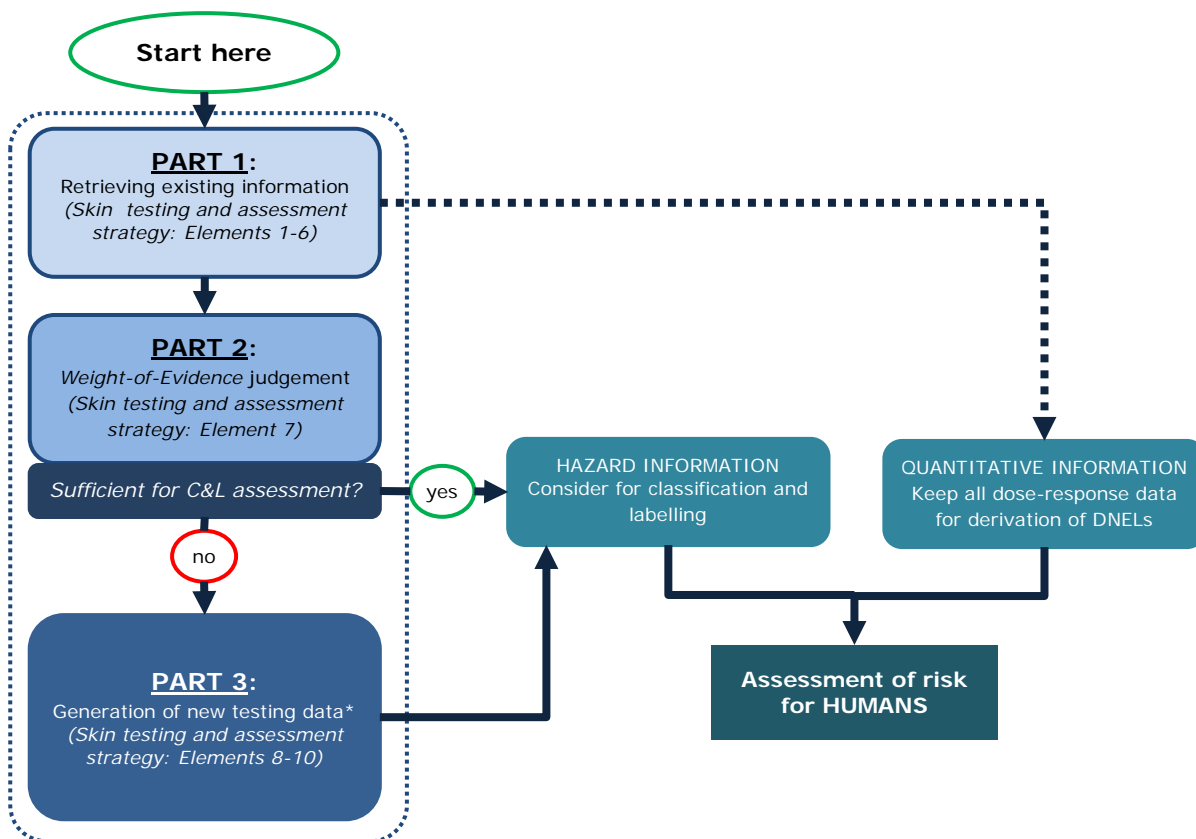 Start here
PART 1:
Retrieving existing information
(Skin testing and assessment
strategy: Elements 1-6)
PART 2:
Weight-of-Evidence judgement
(Skin testing and assessment
strategy: Element 7)
Sufficient for C&L assessment?
yes
no
HAZARD INFORMATION
Consider for classification and
labelling
QUANTITATIVE INFORMATION
Keep all dose-response data
for derivation of DNELs
PART 3:
Generation of new testing data*
(Skin testing and assessment
strategy: Elements 8-10)
Assessment of risk
for HUMANS